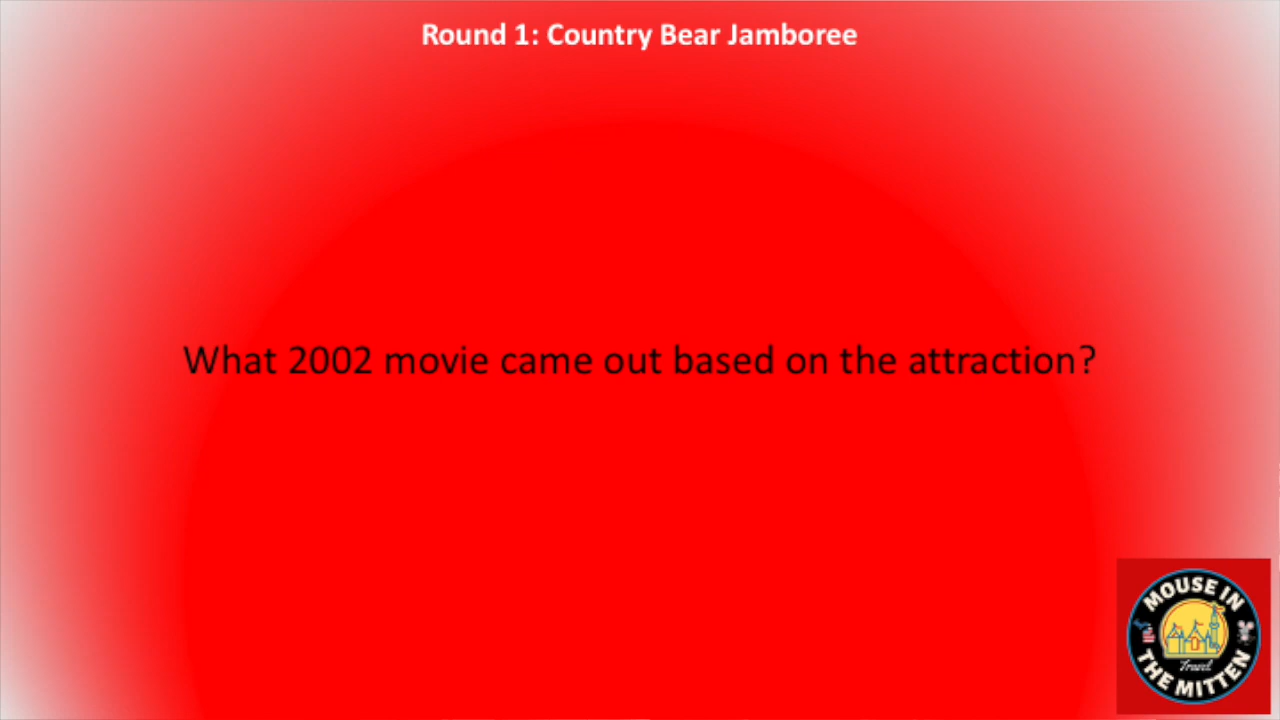 Round 1: Country Bear Jamboree
What 2002 movie came out based on the attraction?
MOUSE IN
Travel
THE MITTEN